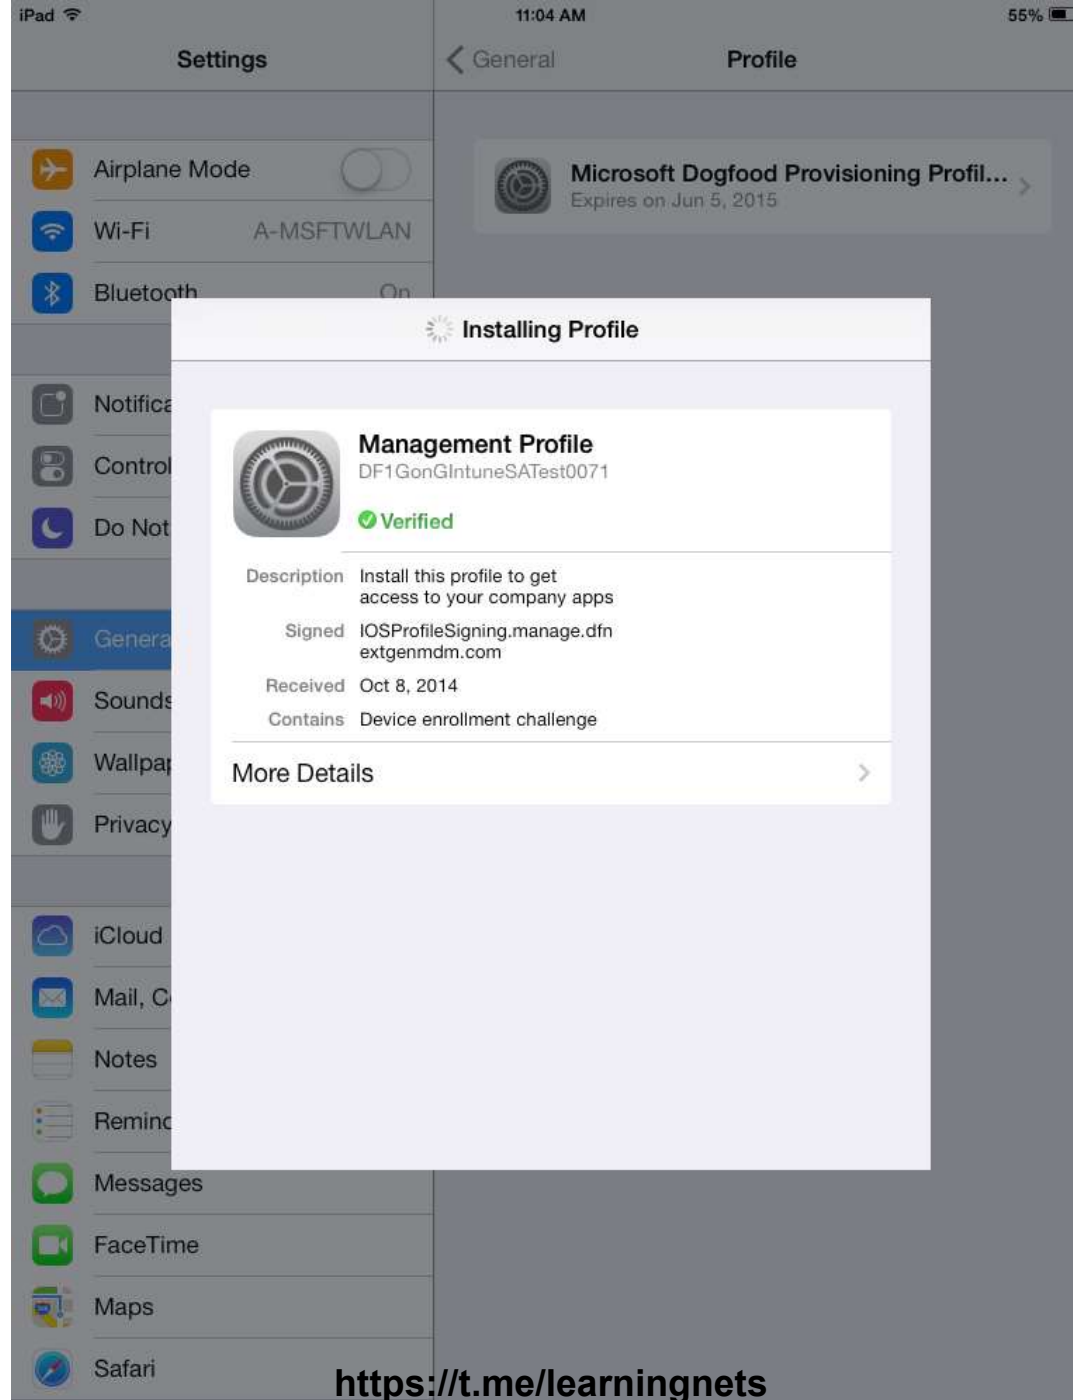 iPad 11:04 AM 55%
Settings
General Profile
Airplane Mode
Microsoft Dogfood Provisioning Profil...
Expires on Jun 5, 2015
Wi-Fi A-MSFTWLAN
Bluetooth On
Installing Profile
Notifica
Control
Do Not
Genera
Sounds
Wallpap
Privacy
iCloud
Mail, Co
Notes
Remind
Messages
FaceTime
Maps
Safari
Management Profile
DF1GonGIntuneSATest0071
Verified
Description Install this profile to get
access to your company apps
Signed IOSProfileSigning.manage.dfn
extgenmdm.com
Received Oct 8, 2014
Contains Device enrollment challenge
More Details
https://t.me/learningnets